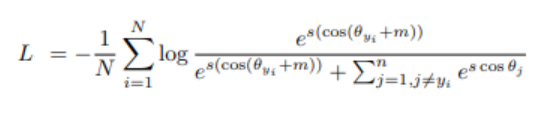 L = -\frac{1}{N} \sum_{i=1}^{N} \log \frac{e^{s(\cos(\theta_{y_i}+m))}}{e^{s(\cos(\theta_{y_i}+m))} + \sum_{j=1, j \neq y_i}^{n} e^{s \cos \theta_j}}